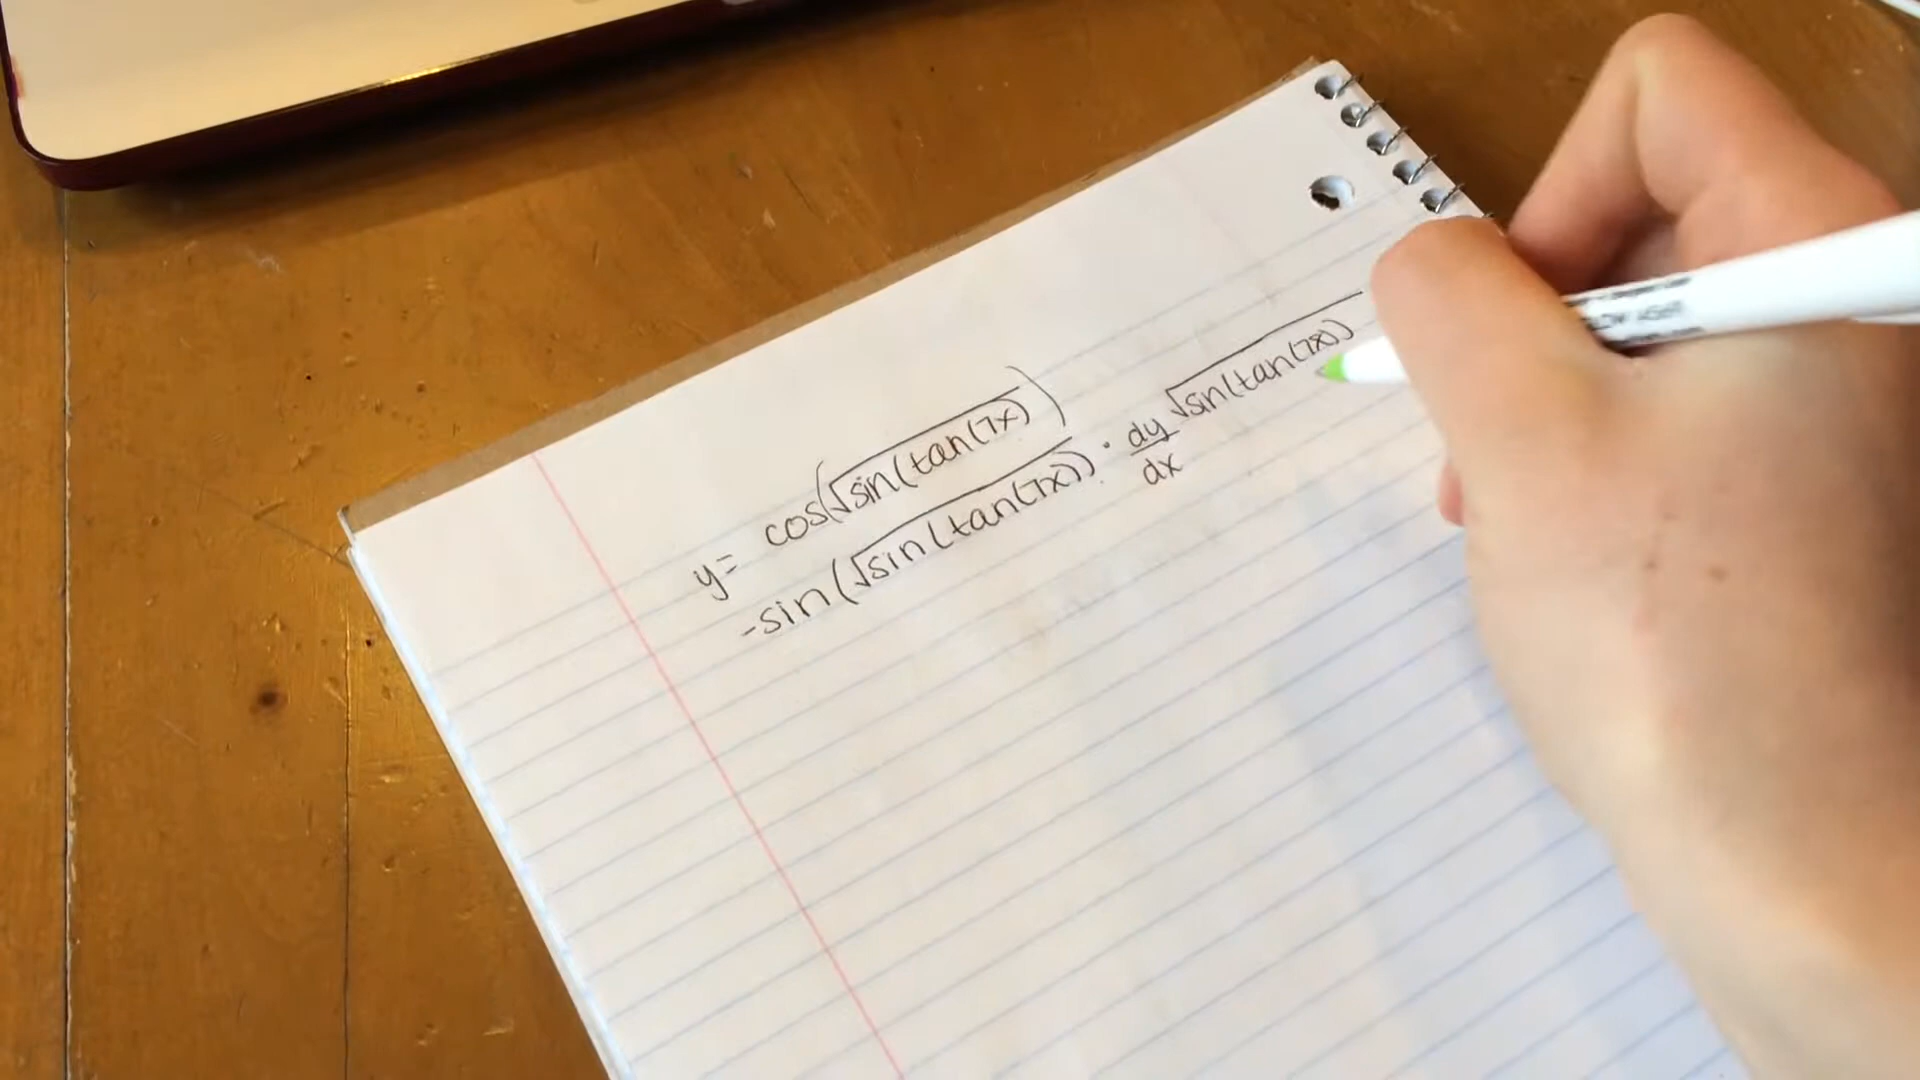 y= cos(√sin(tan(7x)))
-sin(√sin(tan(7x))) · dy/dx √sin(tan(7x))